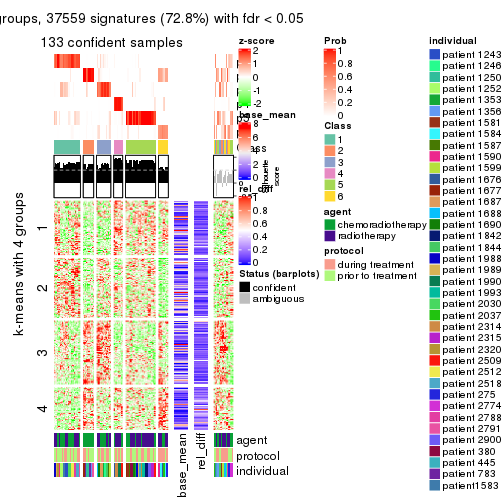 groups, 37559 signatures (72.8%) with fdr < 0.05
133 confident samples
k-means with 4 groups
1
2
3
4
agent
protocol
individual
base_mean
rel_diff
z-score
2
1
0
-1
-2
base_mean
8
6
4
2
0
rel_diff
1
0.8
0.6
0.4
0.2
0
Status (barplots)
confident
ambiguous
Prob
1
0.8
0.6
0.4
0.2
0
Class
1
2
3
4
5
6
agent
chemoradiotherapy
radiotherapy
protocol
during treatment
prior to treatment
individual
patient 1243
patient 1246
patient 1250
patient 1252
patient 1353
patient 1356
patient 1581
patient 1584
patient 1587
patient 1590
patient 1599
patient 1676
patient 1677
patient 1687
patient 1688
patient 1690
patient 1842
patient 1844
patient 1988
patient 1989
patient 1990
patient 1993
patient 2030
patient 2037
patient 2314
patient 2315
patient 2320
patient 2509
patient 2512
patient 2518
patient 275
patient 2774
patient 2788
patient 2791
patient 2900
patient 380
patient 445
patient 783
patient1583